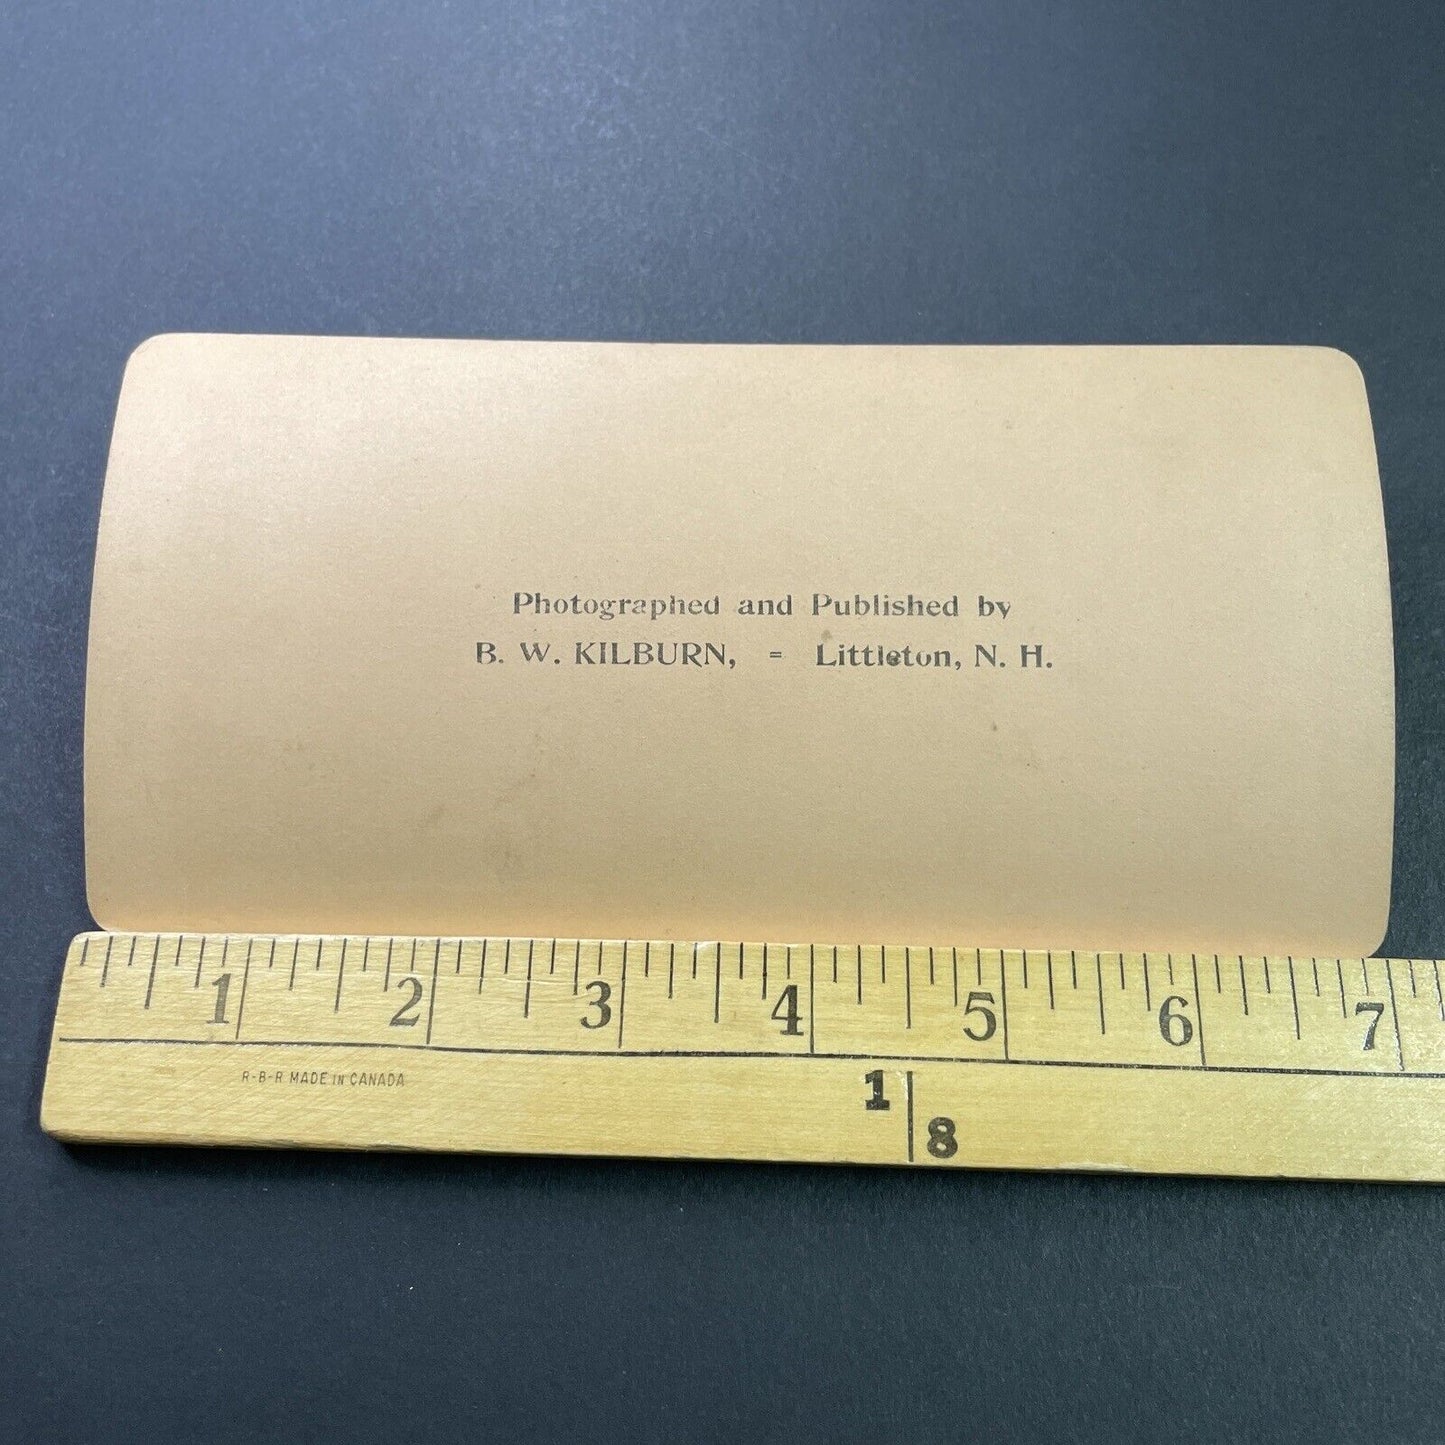 Photographed and Published by
B. W. KILBURN, = Littleton, N. H.
1 2 3 4 5 6 7
R-B-R MADE IN CANADA
1
8